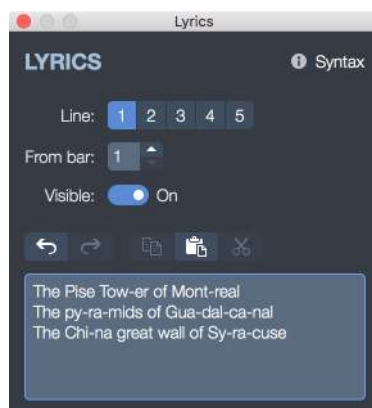 Lyrics
LYRICS
Syntax
Line: 1 2 3 4 5
From bar: 1
Visible: On
The Pise Tow-er of Mont-real
The py-ra-mids of Gua-dal-ca-nal
The Chi-na great wall of Sy-ra-cuse